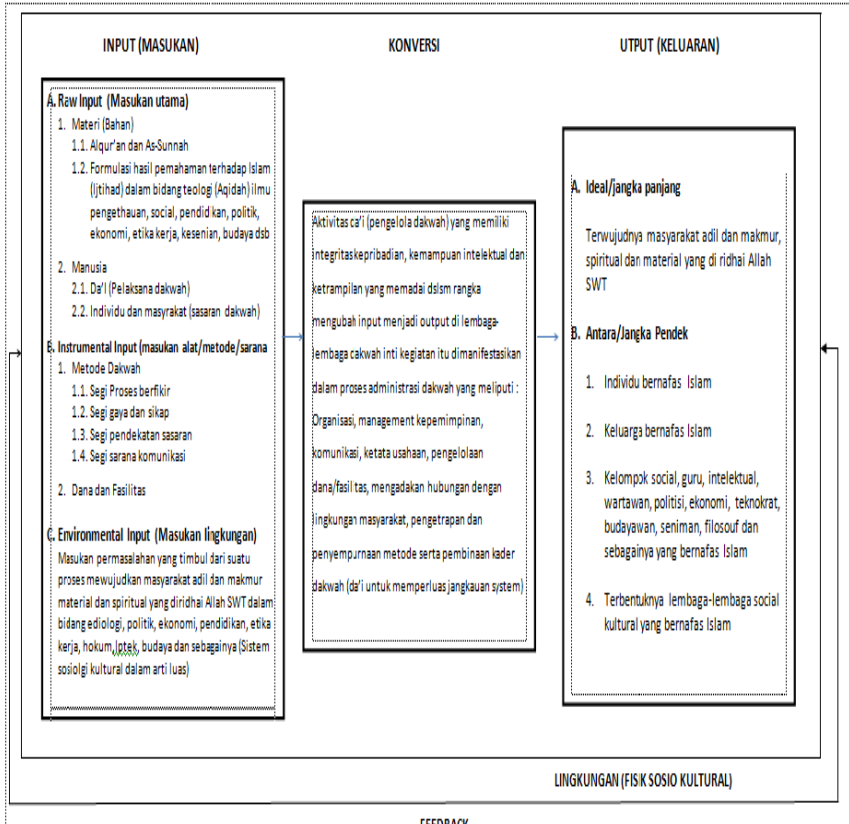 INPUT (MASUKAN)
KONVERSI
UTPUT (KELUARAN)
A. Raw Input (Masukan utama)
1. Materi (Bahan)
1.1. Alqur'an dan As-Sunnah
1.2. Formulasi hasil pemahaman terhadap Islam
(Ijtihad) dalam bidang teologi (Aqidah) ilmu
pengethauan, social, pendidikan, politik,
ekonomi, etika kerja, kesenian, budaya dsb
2. Manusia
2.1. Da'I (Pelaksana dakwah)
2.2. Individu dan masyrakat (sasaran dakwah)
B. Instrumental Input (masukan alat/metode/sarana
1. Metode Dakwah
1.1. Segi Proses berfikir
1.2. Segi gaya dan sikap
1.3. Segi pendekatan sasaran
1.4. Segi sarana komunikasi
2. Dana dan Fasilitas
C. Environmental Input (Masukan lingkungan)
Masukan permasalahan yang timbul dari suatu
proses mewujudkan masyarakat adil dan makmur
material dan spiritual yang diridhai Allah SWT dalam
bidang ediologi, politik, ekonomi, pendidikan, etika
kerja, hokum,Iptek, budaya dan sebagainya (Sistem
sosiolgi kultural dalam arti luas)
Aktivitas ca'i (pengelola dakwah) yang memiliki
integritas kepribadian, kemampuan intelektual dan
ketrampilan yang memadai dslsm rangka
mengubah input menjadi output di lembaga-
lembaga cakwah inti kegiatan itu dimanifestasikan
dalam proses administrasi dakwah yang meliputi :
Organisasi, management kepemimpinan,
komunikasi, ketata usahaan, pengelolaan
dana/fasilitas, mengadakan hubungan dengan
lingkungan masyarakat, pengetrapan dan
penyempurnaan metode serta pembinaan kader
dakwah (da'i untuk memperluas jangkauan system)
A. Ideal/jangka panjang
Terwujudnya masyarakat adil dan makmur,
spiritual dan material yang di ridhai Allah
SWT
B. Antara/Jangka Pendek
1. Individu bernafas Islam
2. Keluarga bernafas Islam
3. Kelompok social, guru, intelektual,
wartawan, politisi, ekonomi, teknokrat,
budayawan, seniman, filosouf dan
sebagainya yang bernafas Islam
4. Terbentuknya lembaga-lembaga social
kultural yang bernafas Islam
LINGKUNGAN (FISIK SOSIO KULTURAL)
FEEDBACK